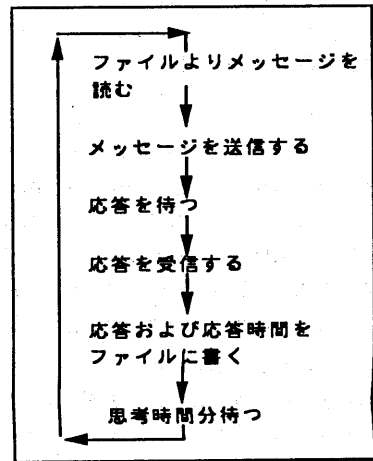 ファイルよりメッセージを
読む
メッセージを送信する
応答を待つ
応答を受信する
応答および応答時間を
ファイルに書く
思考時間分待つ